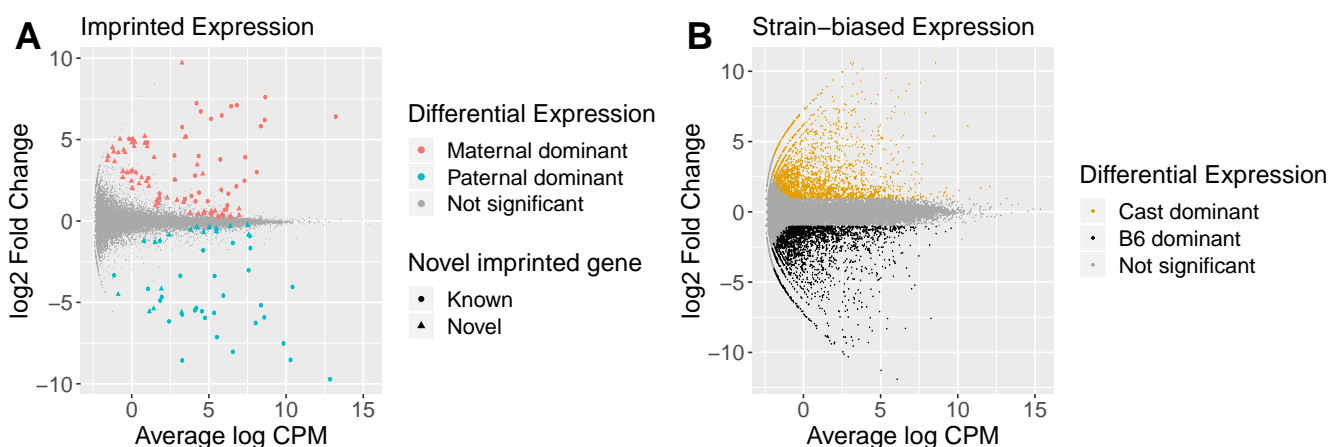 A
Imprinted Expression
10
5
0
−5
−10
0
5
10
15
log2 Fold Change
Average log CPM
Differential Expression
Maternal dominant
Paternal dominant
Not significant
Novel imprinted gene
Known
Novel
B
Strain−biased Expression
10
5
0
−5
−10
0
5
10
15
log2 Fold Change
Average log CPM
Differential Expression
Cast dominant
B6 dominant
Not significant